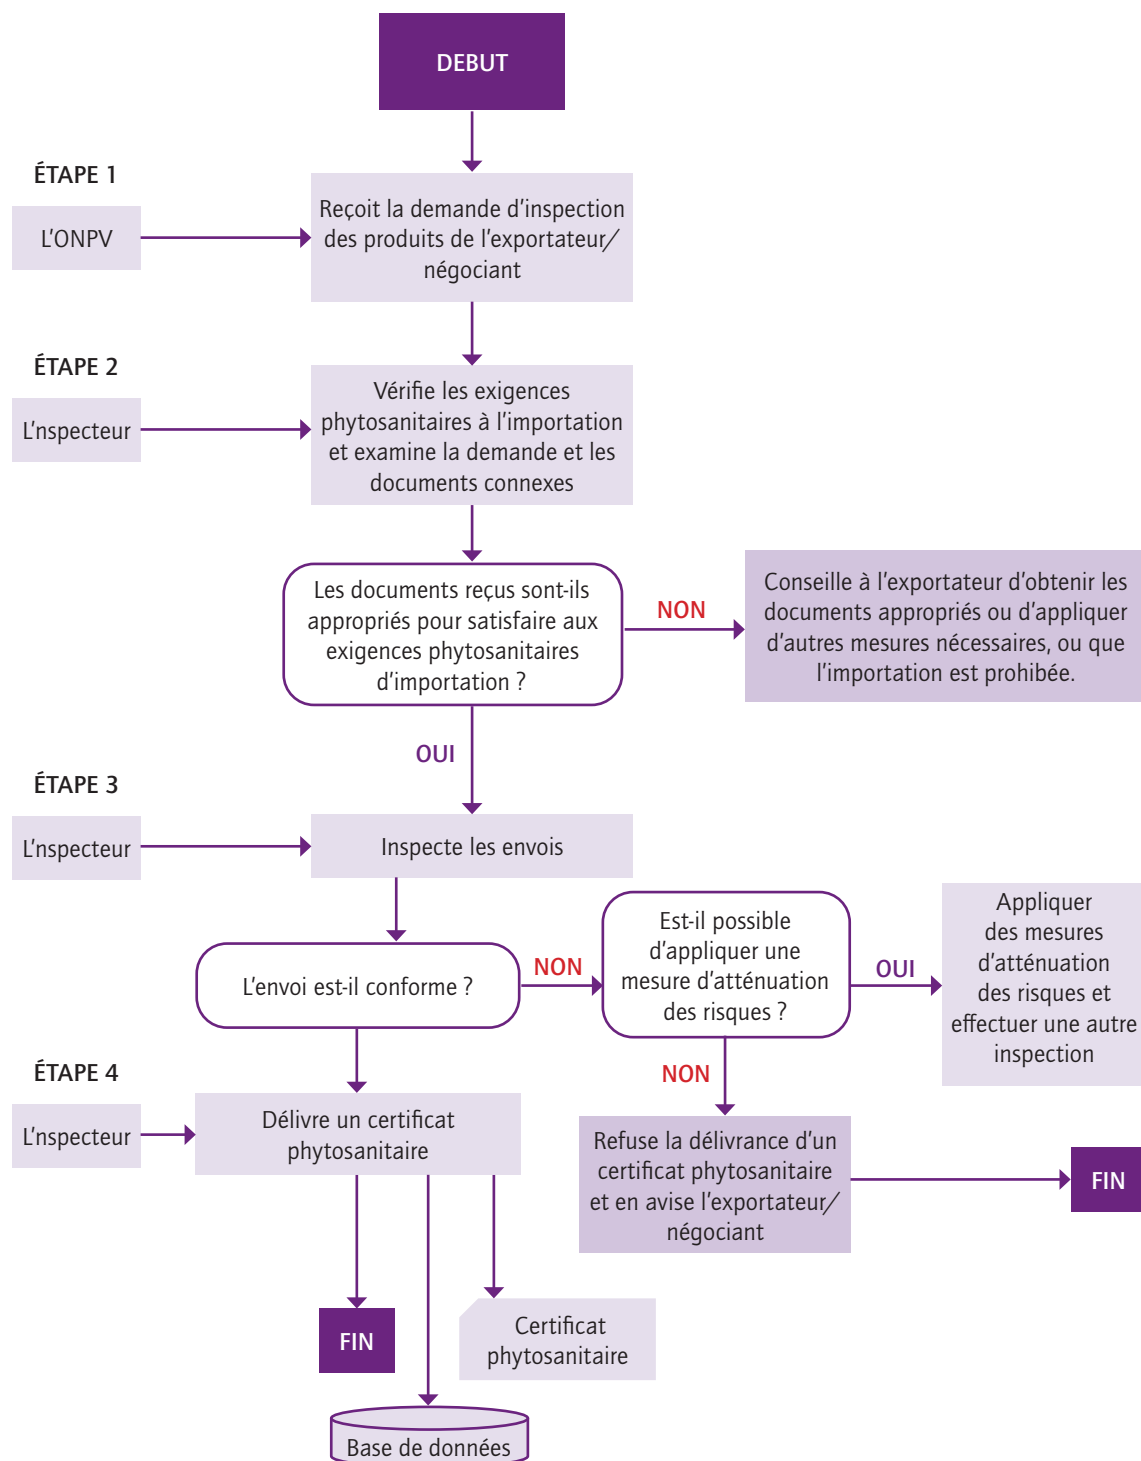 DEBUT
ÉTAPE 1
L'ONPV
Reçoit la demande d'inspection
des produits de l'exportateur/
négociant
ÉTAPE 2
L'nspecteur
Vérifie les exigences
phytosanitaires à l'importation
et examine la demande et les
documents connexes
Les documents reçus sont-ils
appropriés pour satisfaire aux
exigences phytosanitaires
d'importation ?
NON
Conseille à l'exportateur d'obtenir les
documents appropriés ou d'appliquer
d'autres mesures nécessaires, ou que
l'importation est prohibée.
OUI
ÉTAPE 3
L'nspecteur
Inspecte les envois
L'envoi est-il conforme ?
NON
Est-il possible
d'appliquer une
mesure d'atténuation
des risques ?
OUI
Appliquer
des mesures
d'atténuation
des risques et
effectuer une autre
inspection
ÉTAPE 4
L'nspecteur
Délivre un certificat
phytosanitaire
NON
Refuse la délivrance d'un
certificat phytosanitaire
et en avise l'exportateur/
négociant
FIN
FIN
Certificat
phytosanitaire
Base de données